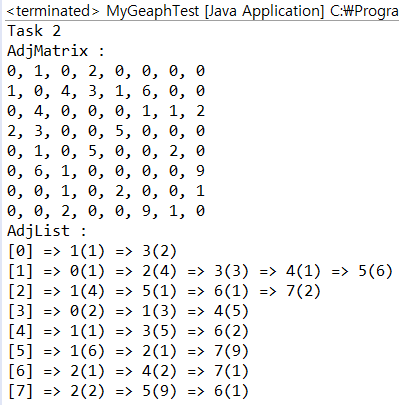 <terminated> MyGeaphTest [Java Application] C:₩Progra
Task 2
AdjMatrix :
0, 1, 0, 2, 0, 0, 0, 0
1, 0, 4, 3, 1, 6, 0, 0
0, 4, 0, 0, 0, 1, 1, 2
2, 3, 0, 0, 5, 0, 0, 0
0, 1, 0, 5, 0, 0, 2, 0
0, 6, 1, 0, 0, 0, 0, 9
0, 0, 1, 0, 2, 0, 0, 1
0, 0, 2, 0, 0, 9, 1, 0
AdjList :
[0] => 1(1) => 3(2)
[1] => 0(1) => 2(4) => 3(3) => 4(1) => 5(6)
[2] => 1(4) => 5(1) => 6(1) => 7(2)
[3] => 0(2) => 1(3) => 4(5)
[4] => 1(1) => 3(5) => 6(2)
[5] => 1(6) => 2(1) => 7(9)
[6] => 2(1) => 4(2) => 7(1)
[7] => 2(2) => 5(9) => 6(1)